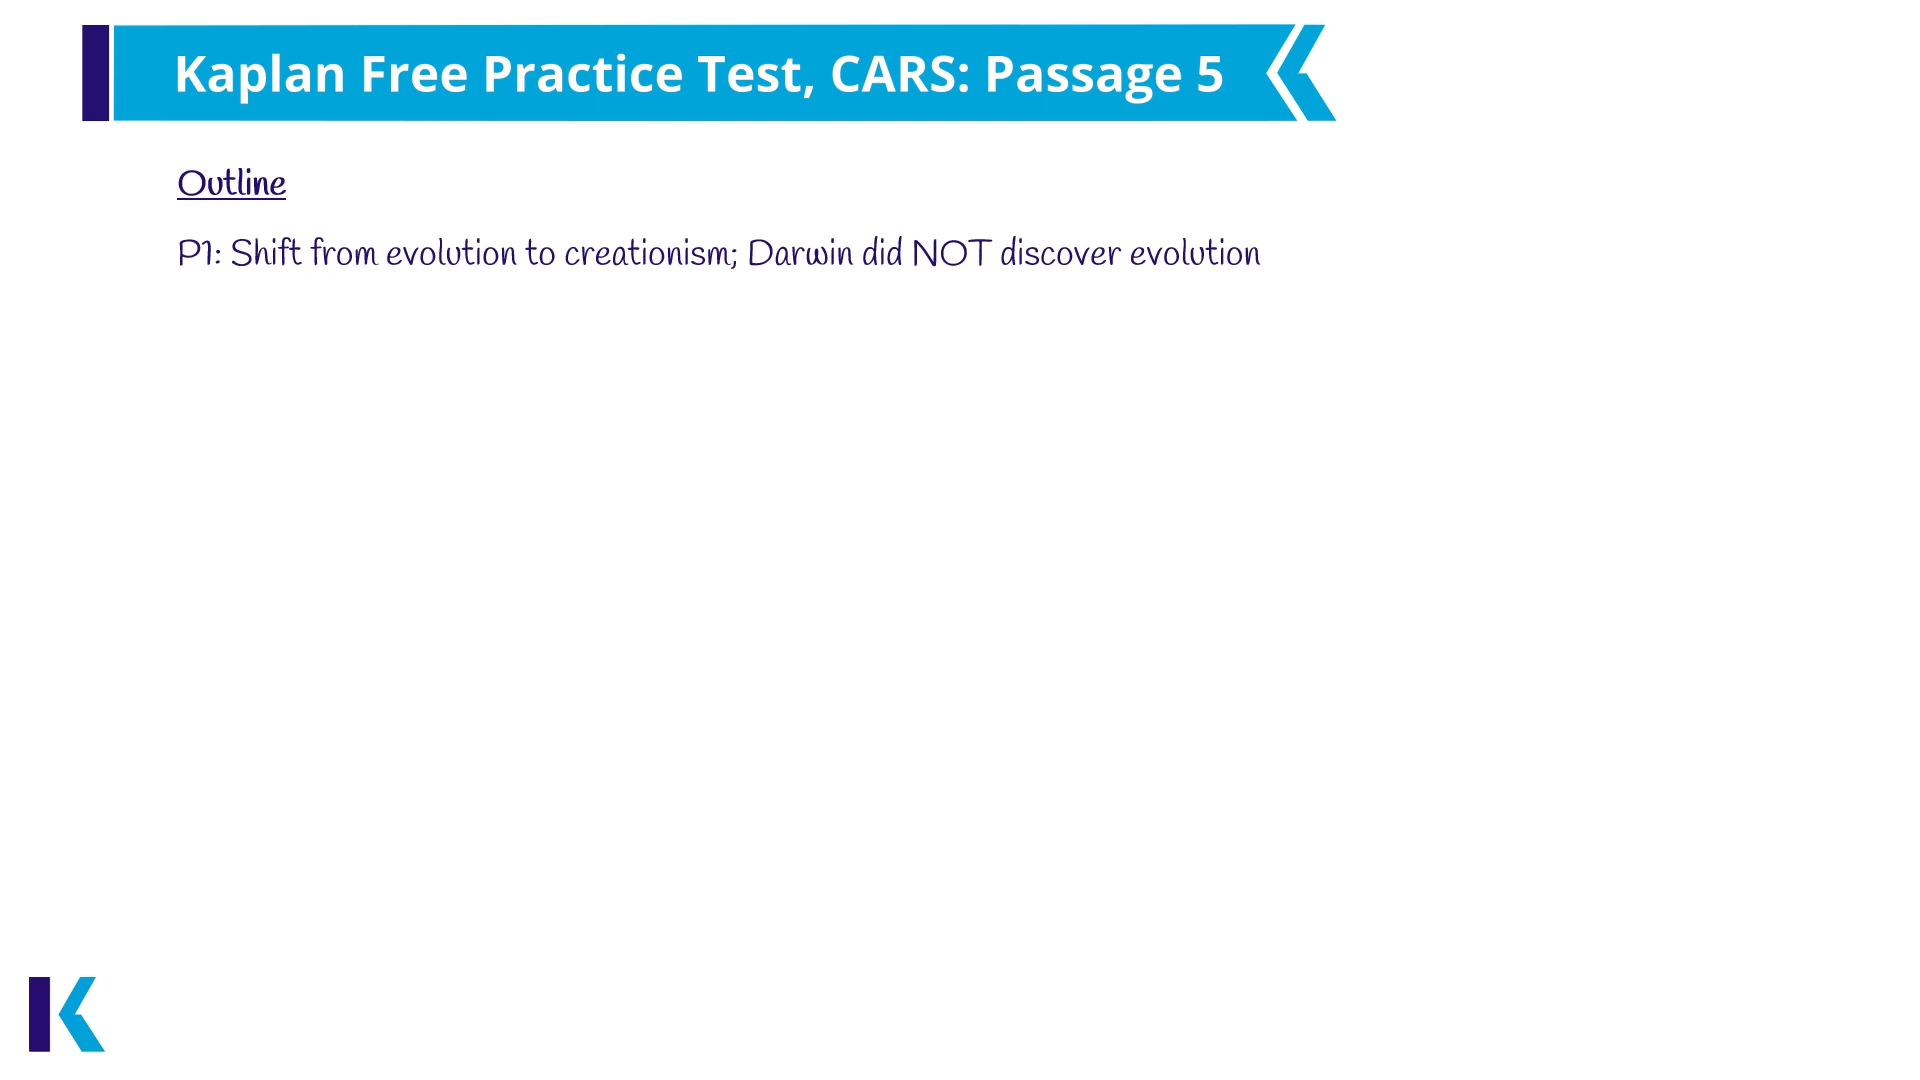 Kaplan Free Practice Test, CARS: Passage 5
Outline
P1: Shift from evolution to creationism; Darwin did NOT discover evolution